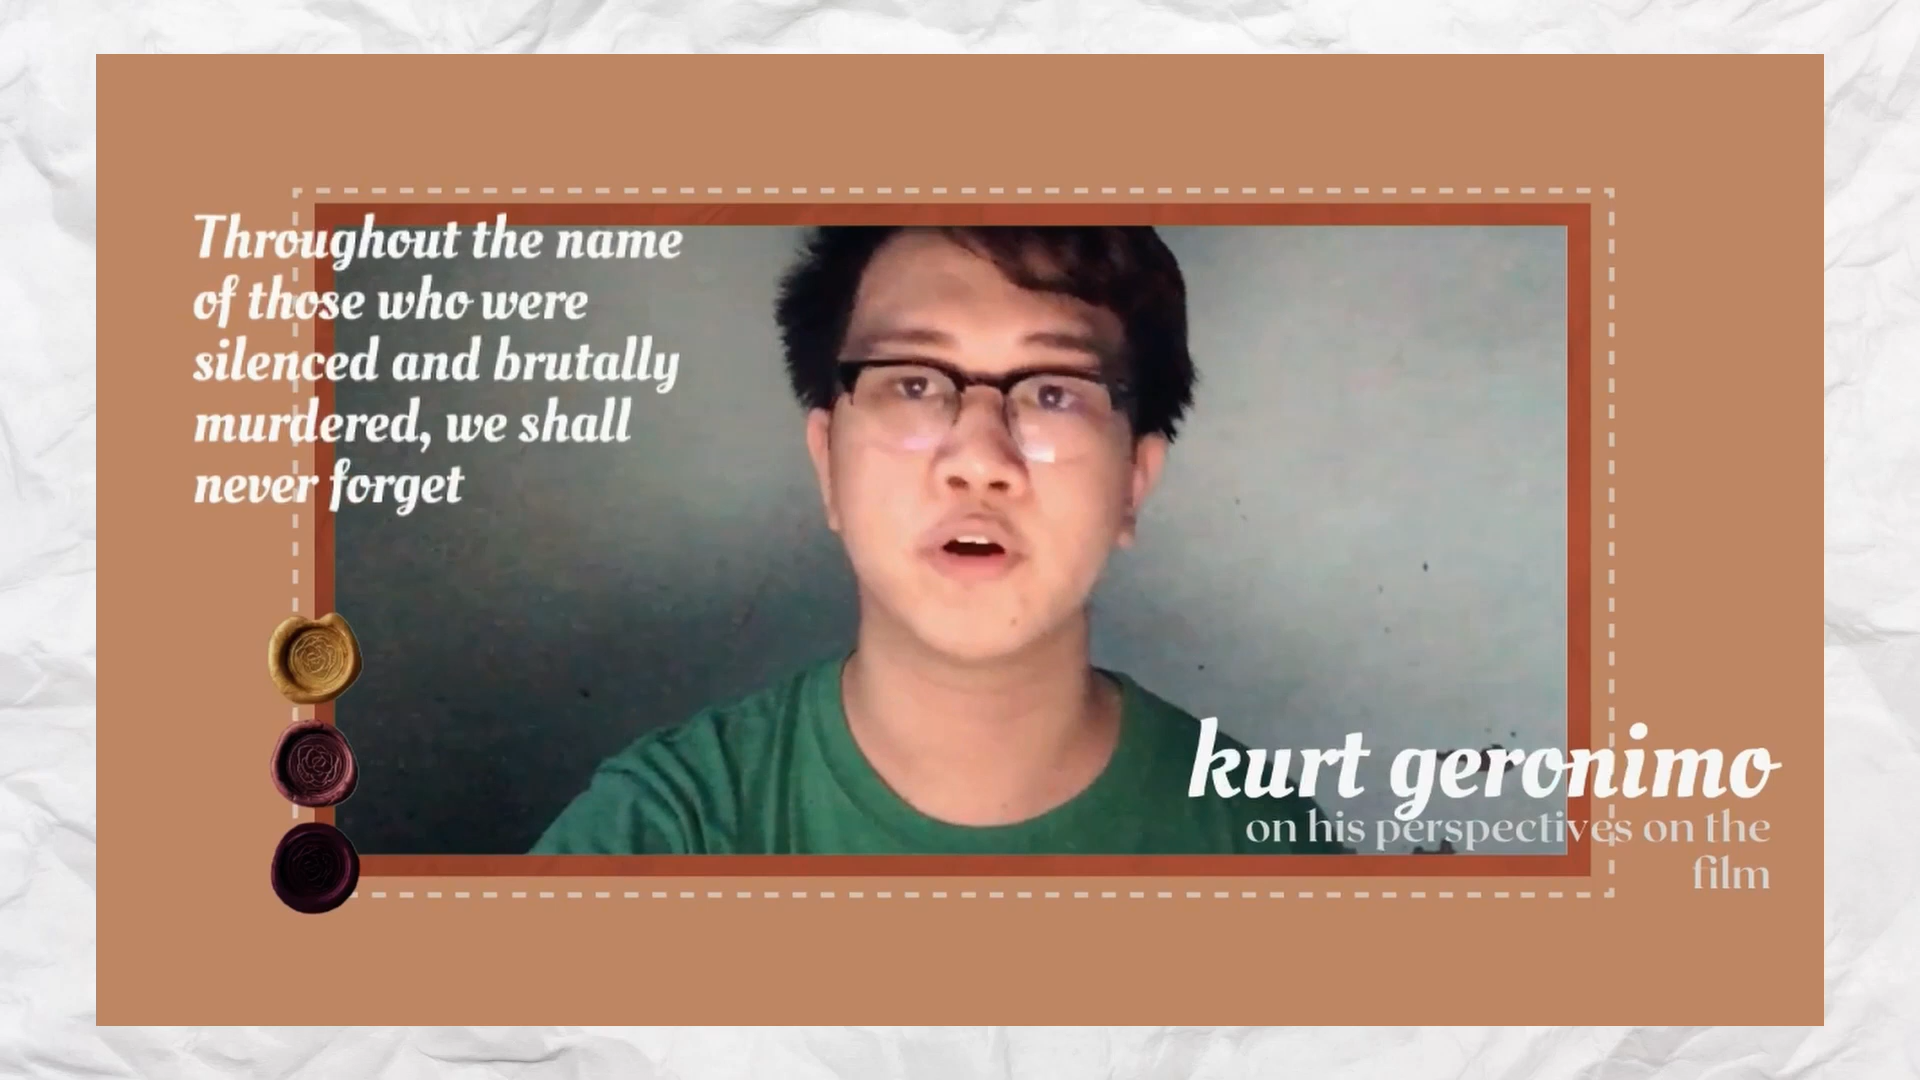 Throughout the name
of those who were
silenced and brutally
murdered, we shall
never forget
kurt geronimo
on his perspectives on the
film